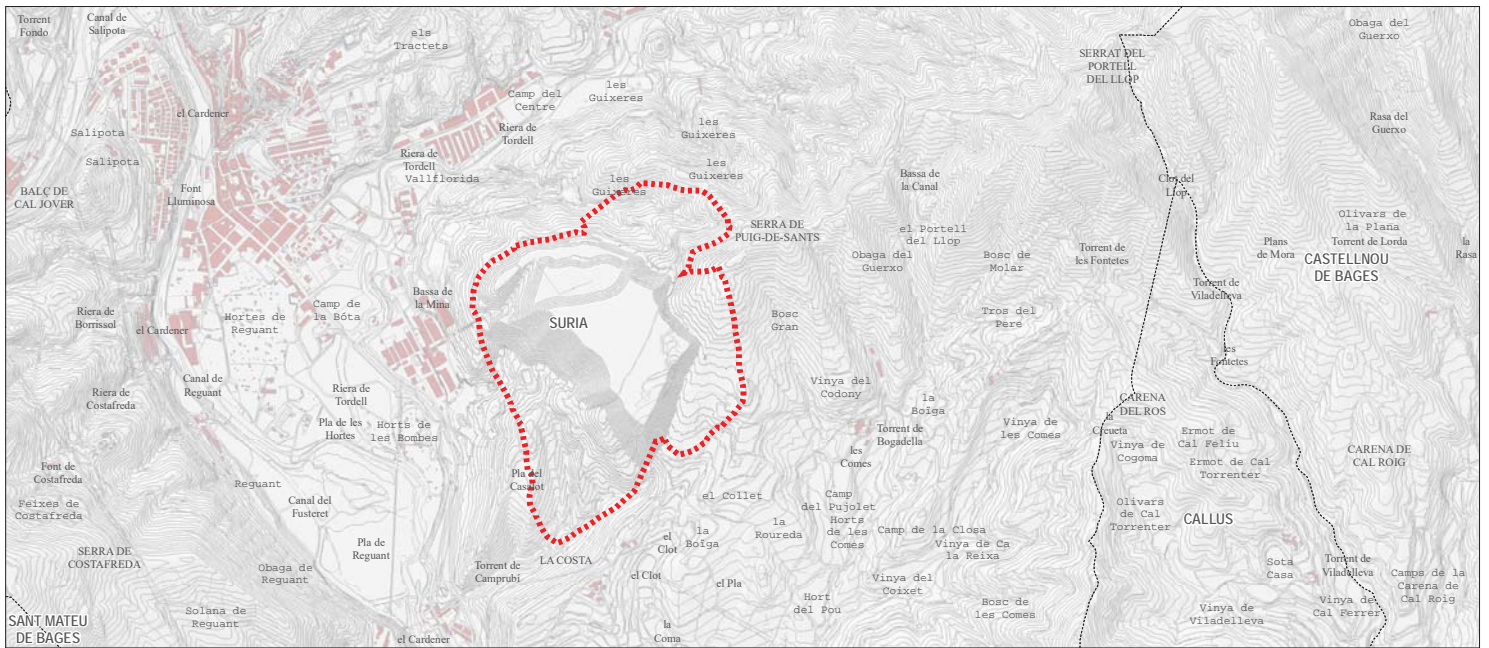 Torrent
Fondo
Canal de
Salipota
els
Tractets
Obaga del
Guerxo
SERRAT DEL
PORTELL
DEL LLOP
les
Guixeres
Camp del
Centre
el Cardener
Rasa del
Guerxo
Salipota
Riera de
Tordell
les
Guixeres
Salipota
Riera de
Tordell
Vallflorida
les
Guixeres
les
Guixeres
Bassa de
la Canal
Clot del
Llop
BALÇ DE
CAL JOVER
Font
Lluminosa
Olivars de
la Plana
SERRA DE
PUIG-DE-SANTS
el Portell
del Llop
Obaga del
Guerxo
Bosc de
Molar
Torrent de
les Fontetes
Plans
de Mora
Torrent de Lorda
la
Rasa
CASTELLNOU
DE BAGES
Bassa de
la Mina
Torrent de
Viladelleva
Camp de
la Bóta
Riera de
Borrissol
Hortes de
Reguant
el Cardener
SURIA
Bosc
Gran
Tros del
Pere
les
Fontetes
Riera de
Costafreda
Canal de
Reguant
Riera de
Tordell
Vinya del
Codony
la
Boïga
CARENA
DEL ROS
Pla de les
Hortes
Horts de
les Bombes
Torrent de
Bogadella
Vinya de
les Comes
la
Creueta
Vinya de
Cogoma
Ermot de
Cal Feliu
les
Comes
Ermot de Cal
Torrenter
CARENA DE
CAL ROIG
Font de
Costafreda
Pla del
Casalot
Reguant
Feixes de
Costafreda
Canal del
Fusteret
el Collet
Camp
del Pujolet
Horts
de les
Comes
Olivars
de Cal
Torrenter
CALLUS
la
Roureda
la
Boïga
Camp de la Closa
Vinya de Ca
la Reixa
el
Clot
Pla de
Reguant
SERRA DE
COSTAFREDA
LA COSTA
Torrent de
Camprubí
Obaga de
Reguant
el Clot
el Pla
Vinya del
Coixet
Sota
Casa
Torrent de
Viladelleva
Camps de la
Carena de
Cal Roig
Hort
del Pou
Bosc de
les Comes
Vinya de
Viladelleva
Vinya de
Cal Ferrer
Solana de
Reguant
SANT MATEU
DE BAGES
el Cardener
la
Coma